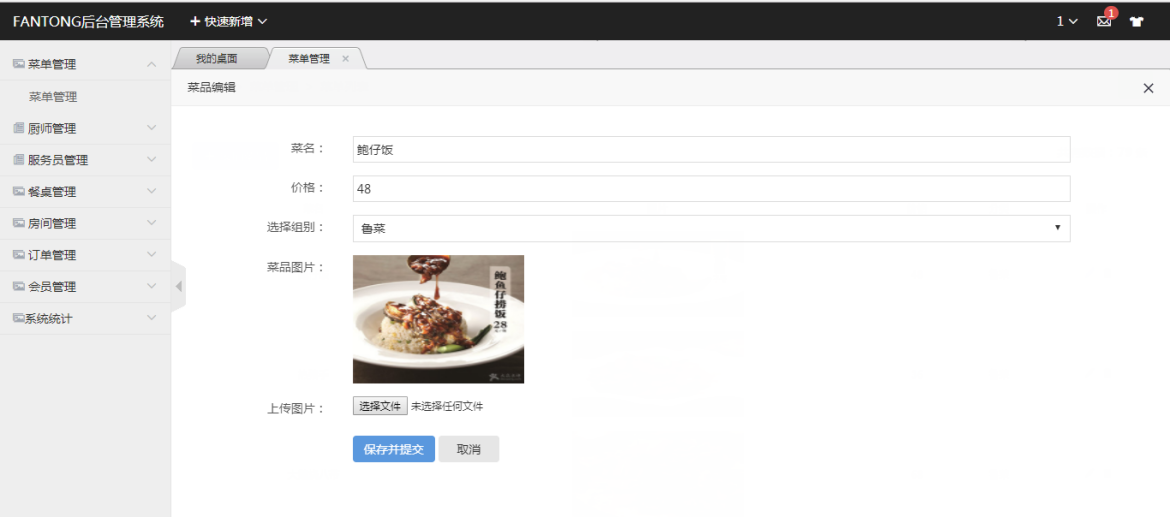 FANTONG后台管理系统 + 快速新增 1 1
我的桌面 菜单管理 ×
菜单管理
菜单管理
厨师管理
服务员管理
餐桌管理
房间管理
订单管理
会员管理
系统统计
菜品编辑 ×
菜名： 鲍仔饭
价格： 48
选择组别： 鲁菜
菜品图片：
鲍鱼仔捞饭28
上传图片： 选择文件 未选择任何文件
保存并提交 取消